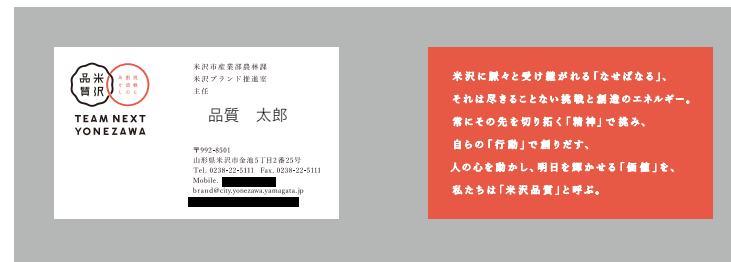 米沢
品質
挑戦と創造のあかし
TEAM NEXT
YONEZAWA
米沢市産業部農林課
米沢ブランド推進室
主任
品質 太郎
〒992-8501
山形県米沢市金池5丁目2番25号
Tel. 0238-22-5111 Fax. 0238-22-5111
Mobile.
brand@city.yonezawa.yamagata.jp
米沢に脈々と受け継がれる「なせばなる」、
それは尽きることない挑戦と創造のエネルギー。
常にその先を切り拓く「精神」で挑み、
自らの「行動」で創りだす、
人の心を動かし、明日を輝かせる「価値」を、
私たちは「米沢品質」と呼ぶ。